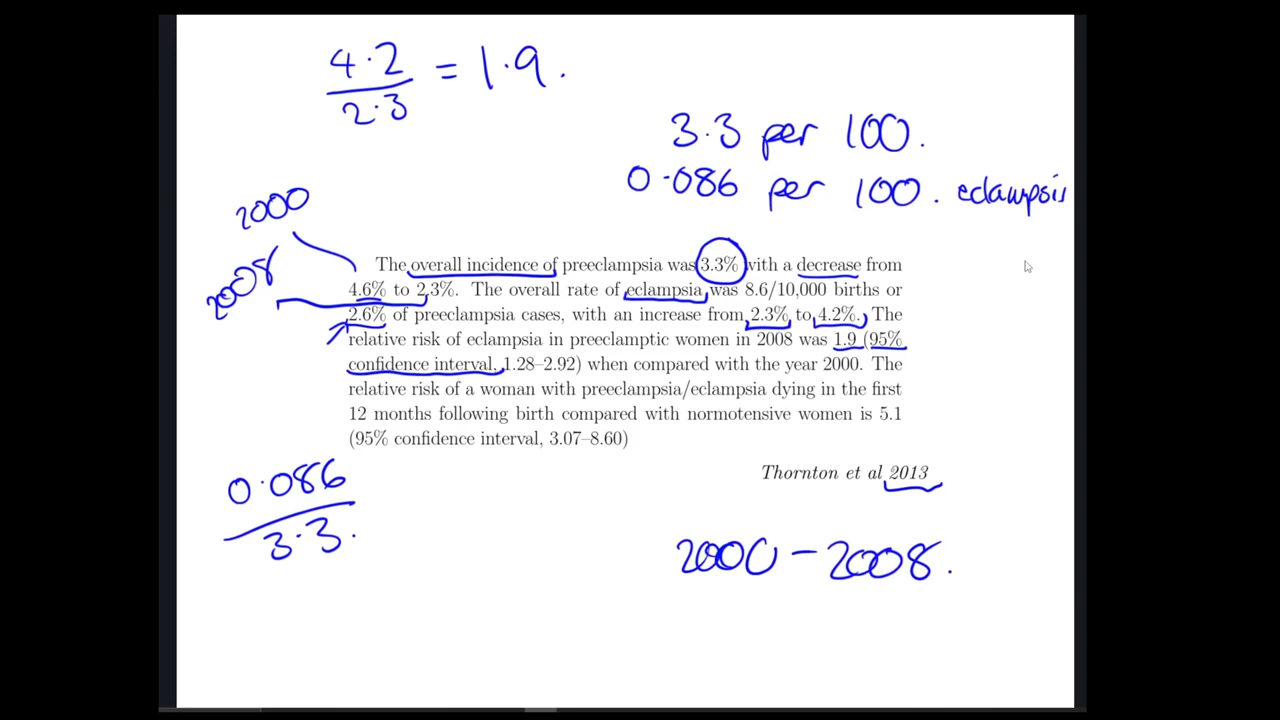 4.2
2.3
= 1.9.
3.3 per 100.
0.086 per 100. eclampsis
2000
2008
The overall incidence of preeclampsia was 3.3% with a decrease from
4.6% to 2.3%. The overall rate of eclampsia was 8.6/10,000 births or
2.6% of preeclampsia cases, with an increase from 2.3% to 4.2%. The
relative risk of eclampsia in preeclamptic women in 2008 was 1.9 (95%
confidence interval, 1.28–2.92) when compared with the year 2000. The
relative risk of a woman with preeclampsia/eclampsia dying in the first
12 months following birth compared with normotensive women is 5.1
(95% confidence interval, 3.07–8.60)
Thornton et al 2013
0.086
3.3.
2000 – 2008.